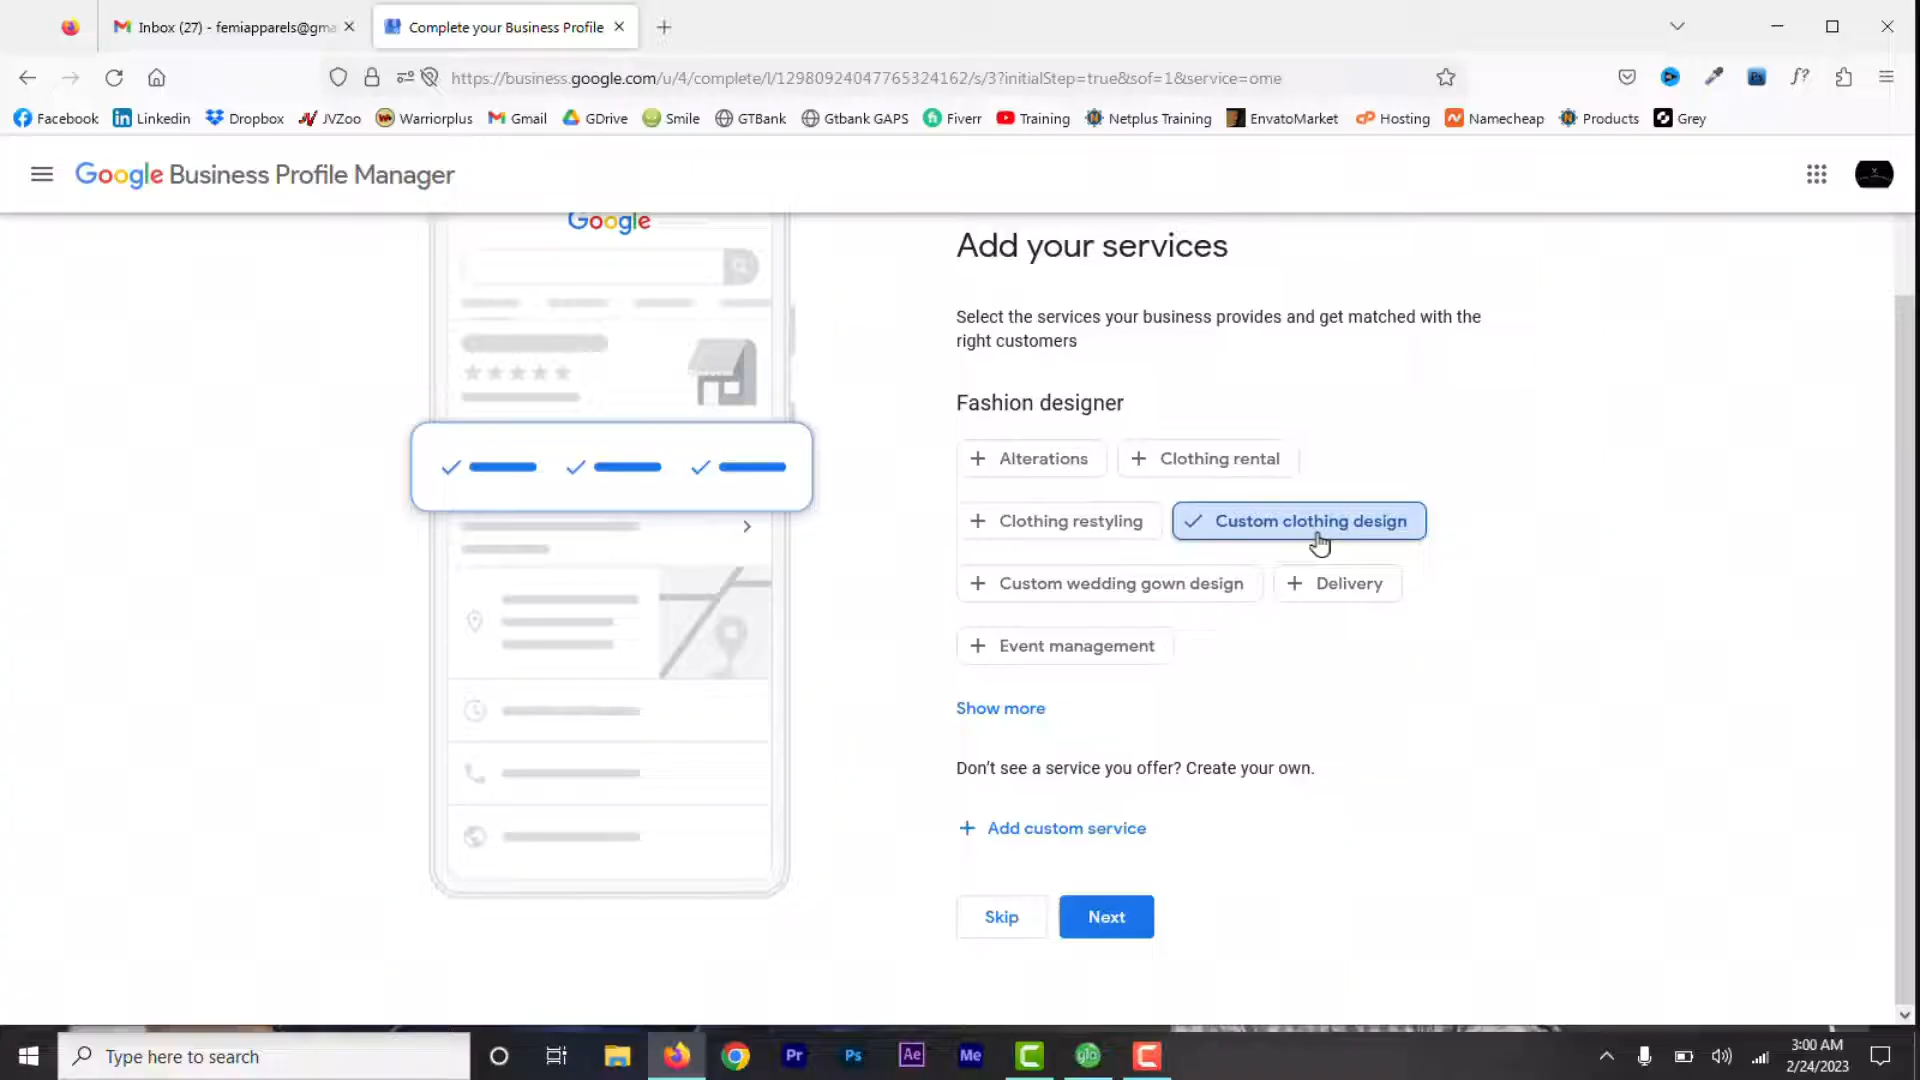 Inbox (27) - femiapparels@gma
Complete your Business Profile
https://business.google.com/u/4/complete/l/12980924047765324162/s/3?initialStep=true&sof=1&service=ome
Facebook Linkedin Dropbox JVZoo Warriorplus Gmail GDrive Smile GTBank Gtbank GAPS Fiverr Training Netplus Training EnvatoMarket Hosting Namecheap Products Grey
Google Business Profile Manager
Google
Add your services
Select the services your business provides and get matched with the
right customers
Fashion designer
Alterations
Clothing rental
Clothing restyling
Custom clothing design
Custom wedding gown design
Delivery
Event management
Show more
Don't see a service you offer? Create your own.
Add custom service
Skip
Next
Type here to search
Pr
Ps
Ae
Me
glo
3:00 AM
2/24/2023